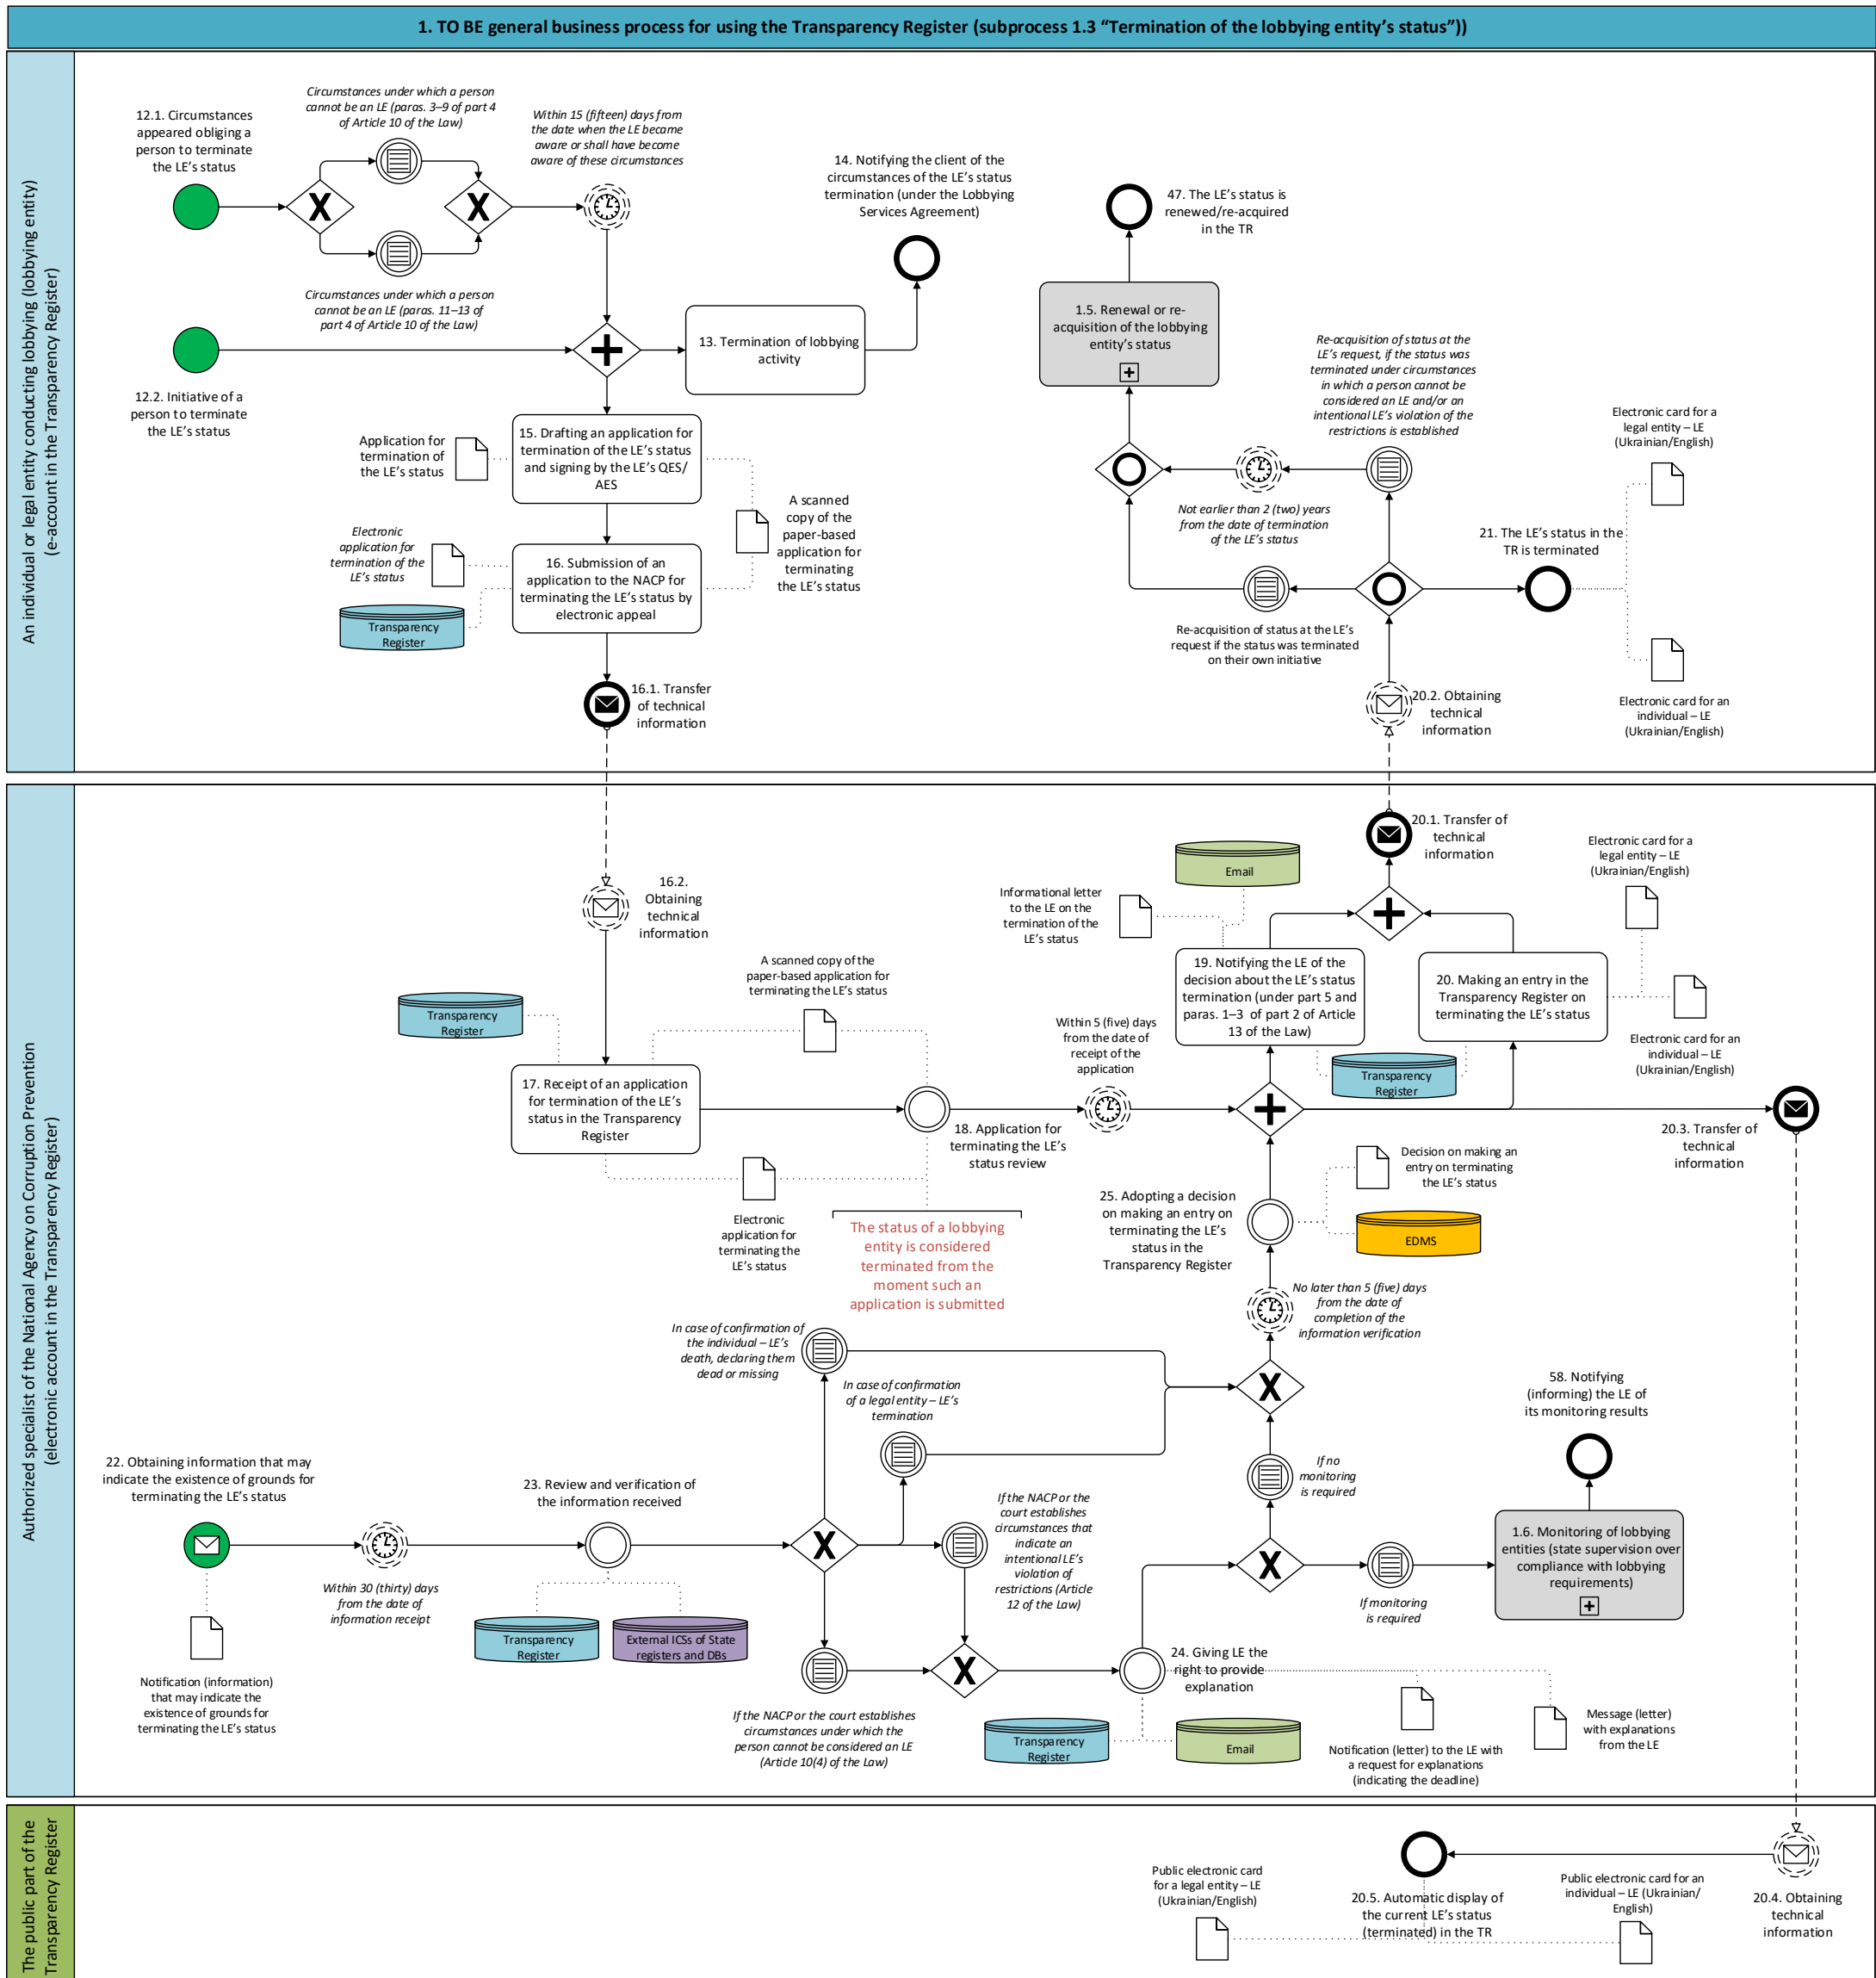 1. TO BE general business process for using the Transparency Register (subprocess 1.3 “Termination of the lobbying entity’s status”))
An individual or legal entity conducting lobbying (lobbying entity)
(e-account in the Transparency Register)
12.1. Circumstances
appeared obliging a
person to terminate
the LE’s status
Circumstances under which a person
cannot be an LE (paras. 3–9 of part 4
of Article 10 of the Law)
Within 15 (fifteen) days from
the date when the LE became
aware or shall have become
aware of these circumstances
Circumstances under which a person
cannot be an LE (paras. 11–13 of
part 4 of Article 10 of the Law)
14. Notifying the client of the
circumstances of the LE’s status
termination (under the Lobbying
Services Agreement)
12.2. Initiative of a
person to terminate
the LE’s status
13. Termination of lobbying
activity
Application for
termination of
the LE’s status
15. Drafting an application for
termination of the LE’s status
and signing by the LE’s QES/
AES
A scanned
copy of the
paper-based
application for
terminating
the LE’s status
Electronic
application for
termination of the
LE’s status
16. Submission of an
application to the NACP for
terminating the LE’s status by
electronic appeal
Transparency
Register
16.1. Transfer
of technical
information
47. The LE’s status is
renewed/re-acquired
in the TR
1.5. Renewal or re-
acquisition of the lobbying
entity’s status
Re-acquisition of status at the
LE’s request, if the status was
terminated under circumstances
in which a person cannot be
considered an LE and/or an
intentional LE’s violation of the
restrictions is established
Not earlier than 2 (two) years
from the date of termination
of the LE’s status
Electronic card for a
legal entity – LE
(Ukrainian/English)
21. The LE’s status in the
TR is terminated
Re-acquisition of status at the LE’s
request if the status was terminated
on their own initiative
20.2. Obtaining
technical
information
Electronic card for an
individual – LE
(Ukrainian/English)
Authorized specialist of the National Agency on Corruption Prevention
(electronic account in the Transparency Register)
16.2.
Obtaining
technical
information
20.1. Transfer of
technical
information
Email
Informational letter
to the LE on the
termination of the
LE’s status
Electronic card for a
legal entity – LE
(Ukrainian/English)
19. Notifying the LE of the
decision about the LE’s status
termination (under part 5 and
paras. 1–3 of part 2 of Article
13 of the Law)
20. Making an entry in the
Transparency Register on
terminating the LE’s status
Electronic card for an
individual – LE
(Ukrainian/English)
Transparency
Register
A scanned copy of the
paper-based application for
terminating the LE’s status
Transparency
Register
17. Receipt of an application
for termination of the LE’s
status in the Transparency
Register
Within 5 (five) days
from the date of
receipt of the
application
18. Application for
terminating the LE’s
status review
20.3. Transfer of
technical
information
Electronic
application for
terminating the
LE’s status
The status of a lobbying
entity is considered
terminated from the
moment such an
application is submitted
25. Adopting a decision
on making an entry on
terminating the LE’s
status in the
Transparency Register
Decision on making an
entry on terminating
the LE’s status
EDMS
No later than 5 (five) days
from the date of
completion of the
information verification
In case of confirmation of
the individual – LE’s
death, declaring them
dead or missing
In case of confirmation
of a legal entity – LE’s
termination
58. Notifying
(informing) the LE of
its monitoring results
22. Obtaining information that may
indicate the existence of grounds for
terminating the LE’s status
23. Review and verification of
the information received
If the NACP or the
court establishes
circumstances that
indicate an
intentional LE’s
violation of
restrictions (Article
12 of the Law)
If no
monitoring
is required
1.6. Monitoring of lobbying
entities (state supervision over
compliance with lobbying
requirements)
Within 30 (thirty) days
from the date of
information receipt
If monitoring
is required
Transparency
Register
External ICSs of State
registers and DBs
Notification (information)
that may indicate the
existence of grounds for
terminating the LE’s status
If the NACP or the court establishes
circumstances under which the
person cannot be considered an LE
(Article 10(4) of the Law)
24. Giving LE the
right to provide
explanation
Transparency
Register
Email
Notification (letter) to the LE with
a request for explanations
(indicating the deadline)
Message (letter)
with explanations
from the LE
The public part of the
Transparency Register
Public electronic card
for a legal entity – LE
(Ukrainian/English)
20.5. Automatic display of
the current LE’s status
(terminated) in the TR
Public electronic card for an
individual – LE (Ukrainian/
English)
20.4. Obtaining
technical
information